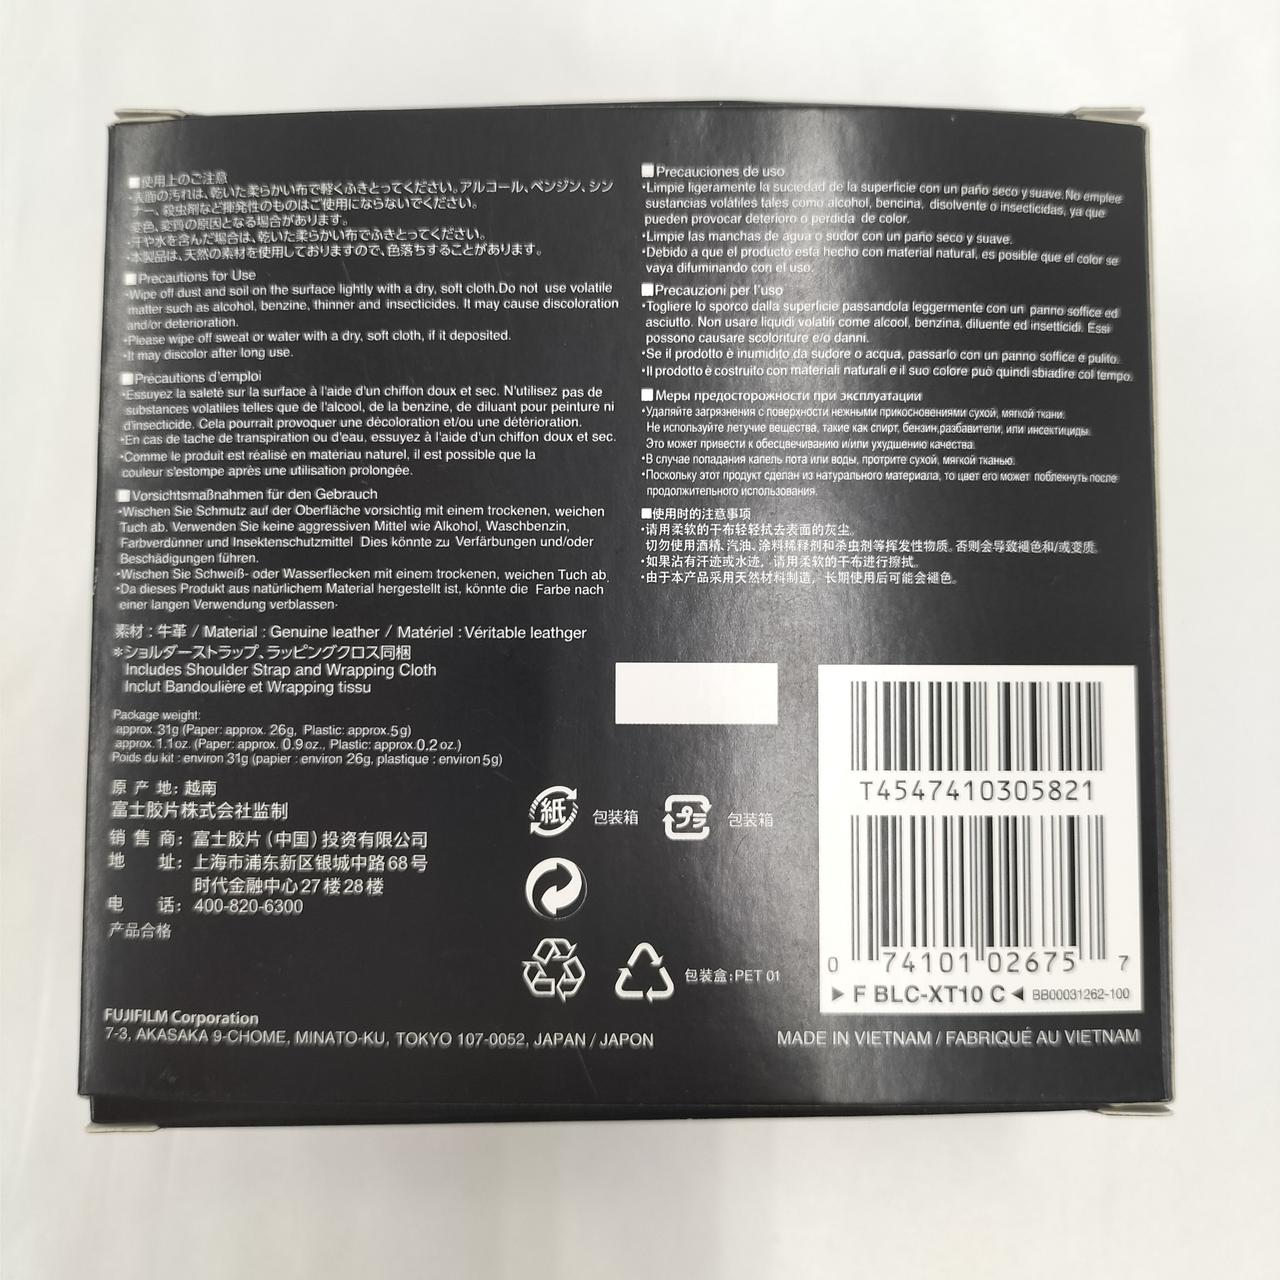 ■使用上のご注意
・表面の汚れは、乾いた柔らかい布で軽くふきとってください。アルコール、ベンジン、シン
ナー、殺虫剤など揮発性のものはご使用にならないでください。
変色、変質の原因となる場合があります。
・汗や水を含んだ場合は、乾いた柔らかい布でふきとってください。
・本製品は、天然の素材を使用しておりますので、色落ちすることがあります。
■Precautions for Use
・Wipe off dust and soil on the surface lightly with a dry, soft cloth.Do not use volatile
matter such as alcohol, benzine, thinner and insecticides. It may cause discoloration
and/or deterioration.
・Please wipe off sweat or water with a dry, soft cloth, if it deposited.
・It may discolor after long use.
■Précautions d'emploi
・Essuyez la saleté sur la surface à l'aide d'un chiffon doux et sec. N'utilisez pas de
substances volatiles telles que de l'alcool, de la benzine, de diluant pour peinture ni
d'insecticide. Cela pourrait provoquer une décoloration et/ou une détérioration.
・En cas de tache de transpiration ou d'eau, essuyez à l'aide d'un chiffon doux et sec.
・Comme le produit est réalisé en matériau naturel, il est possible que la
couleur s'estompe après une utilisation prolongée.
■Vorsichtsmaßnahmen für den Gebrauch
・Wischen Sie Schmutz auf der Oberfläche vorsichtig mit einem trockenen, weichen
Tuch ab. Verwenden Sie keine aggressiven Mittel wie Alkohol, Waschbenzin,
Farbverdünner und Insektenschutzmittel Dies könnte zu Verfärbungen und/oder
Beschädigungen führen.
・Wischen Sie Schweiß- oder Wasserflecken mit einem trockenen, weichen Tuch ab.
・Da dieses Produkt aus natürlichem Material hergestellt ist, könnte die Farbe nach
einer langen Verwendung verblassen.
素材 : 牛革 / Material : Genuine leather / Matériel : Véritable leathger
＊ショルダーストラップ、ラッピングクロス同梱
Includes Shoulder Strap and Wrapping Cloth
Inclut Bandoulière et Wrapping tissu
Package weight:
approx. 31g (Paper: approx. 26g, Plastic: approx.5g)
approx.1.1oz. (Paper: approx. 0.9oz., Plastic: approx.0.2oz.)
Poids du kit : environ 31g (papier : environ 26g, plastique : environ 5g)
原 产 地: 越南
富士胶片株式会社监制
销 售 商: 富士胶片（中国）投资有限公司
地 址: 上海市浦东新区银城中路68号
时代金融中心27楼28楼
电 话: 400-820-6300
产品合格
FUJIFILM Corporation
7-3, AKASAKA 9-CHOME, MINATO-KU, TOKYO 107-0052, JAPAN / JAPON
■Precauciones de uso
・Limpie ligeramente la suciedad de la superficie con un paño seco y suave.No emplee
sustancias volátiles tales como alcohol, bencina, disolvente o insecticidas, ya que
pueden provocar deterioro o pérdida de color.
・Limpie las manchas de agua o sudor con un paño seco y suave.
・Debido a que el producto está hecho con material natural, es posible que el color se
vaya difuminando con el uso.
■Precauzioni per l'uso
・Togliere lo sporco dalla superficie passandola leggermente con un panno soffice ed
asciutto. Non usare liquidi volatili come alcool, benzina, diluente ed insetticidi. Essi
possono causare scoloriture e/o danni.
・Se il prodotto è inumidito da sudore o acqua, passarlo con un panno soffice e pulito.
・Il prodotto è costruito con materiali naturali e il suo colore può quindi sbiadire col tempo.
■Меры предосторожности при эксплуатации
・Удаляйте загрязнения с поверхности нежными прикосновениями сухой, мягкой ткани.
Не используйте летучие вещества, такие как спирт, бензин,разбавители, или инсектициды.
Это может привести к обесцвечиванию и/или ухудшению качества.
・В случае попадания капель пота или воды, протрите сухой, мягкой тканью.
・Поскольку этот продукт сделан из натурального материала, то цвет его может поблекнуть после
продолжительного использования.
■使用时的注意事项
・请用柔软的干布轻轻拭去表面的灰尘。
切勿使用酒精、汽油、涂料稀释剂和杀虫剂等挥发性物质。否则会导致褪色和/或变质。
・如果沾有汗迹或水迹，请用柔软的干布进行擦拭。
・由于本产品采用天然材料制造，长期使用后可能会褪色。
紙 包装箱 プラ 包装箱
包装盒:PET 01
T4547410305821
0 74101 02675 7
▶ F BLC-XT10 C ◀ BB00031262-100
MADE IN VIETNAM / FABRIQUÉ AU VIETNAM